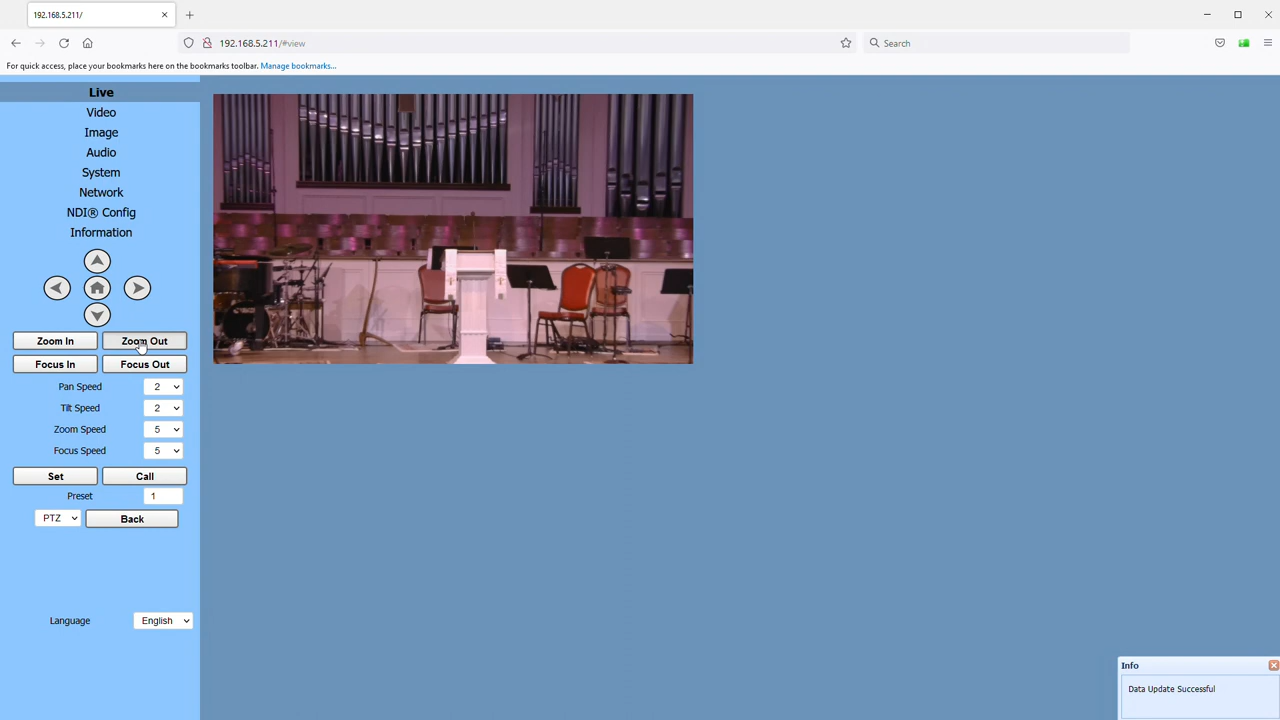 192.168.5.211/
192.168.5.211/#view
Search
For quick access, place your bookmarks here on the bookmarks toolbar. Manage bookmarks...
Live
Video
Image
Audio
System
Network
NDI® Config
Information
Zoom In
Zoom Out
Focus In
Focus Out
Pan Speed 2
Tilt Speed 2
Zoom Speed 5
Focus Speed 5
Set
Call
Preset 1
PTZ
Back
Language English
Info
Data Update Successful